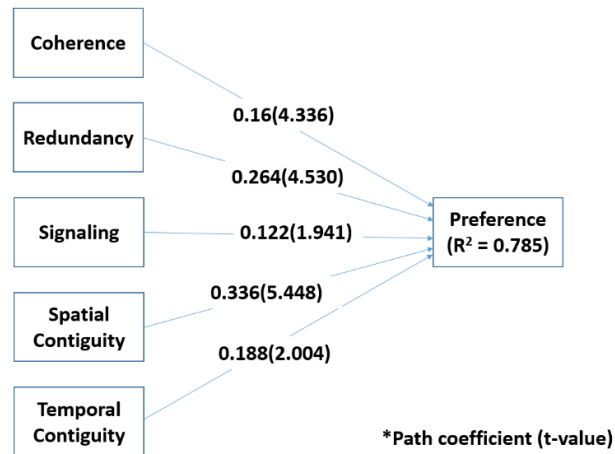 Coherence
0.16(4.336)
Redundancy
0.264(4.530)
Preference
(R² = 0.785)
Signaling
0.122(1.941)
0.336(5.448)
Spatial
Contiguity
0.188(2.004)
Temporal
Contiguity
*Path coefficient (t-value)